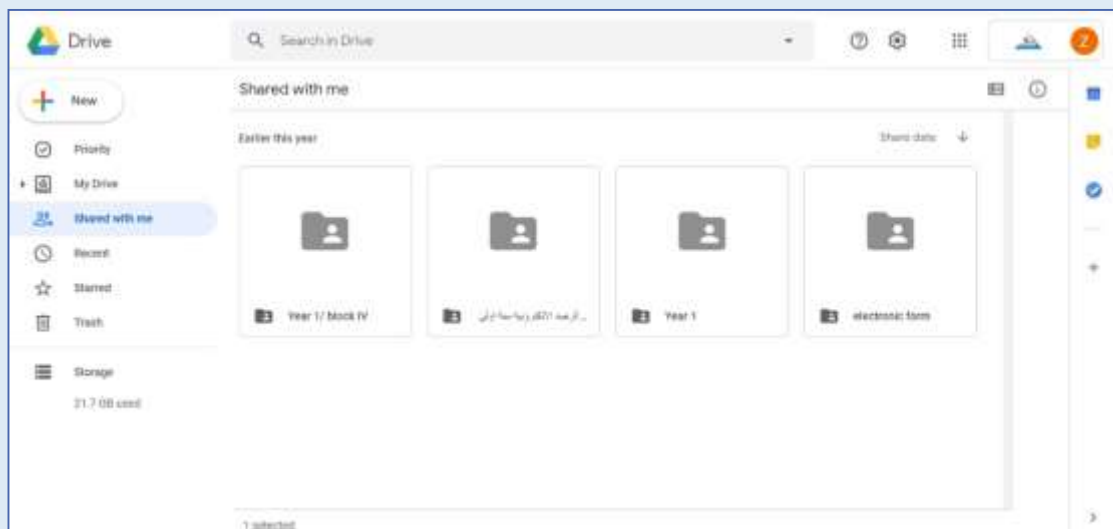 Drive
Search in Drive
New
Priority
My Drive
Shared with me
Recent
Starred
Trash
Storage
21.7 GB used
Shared with me
Earlier this year
Share date
Year 1/ block IV
Year 1
electronic form
1 selected
Z